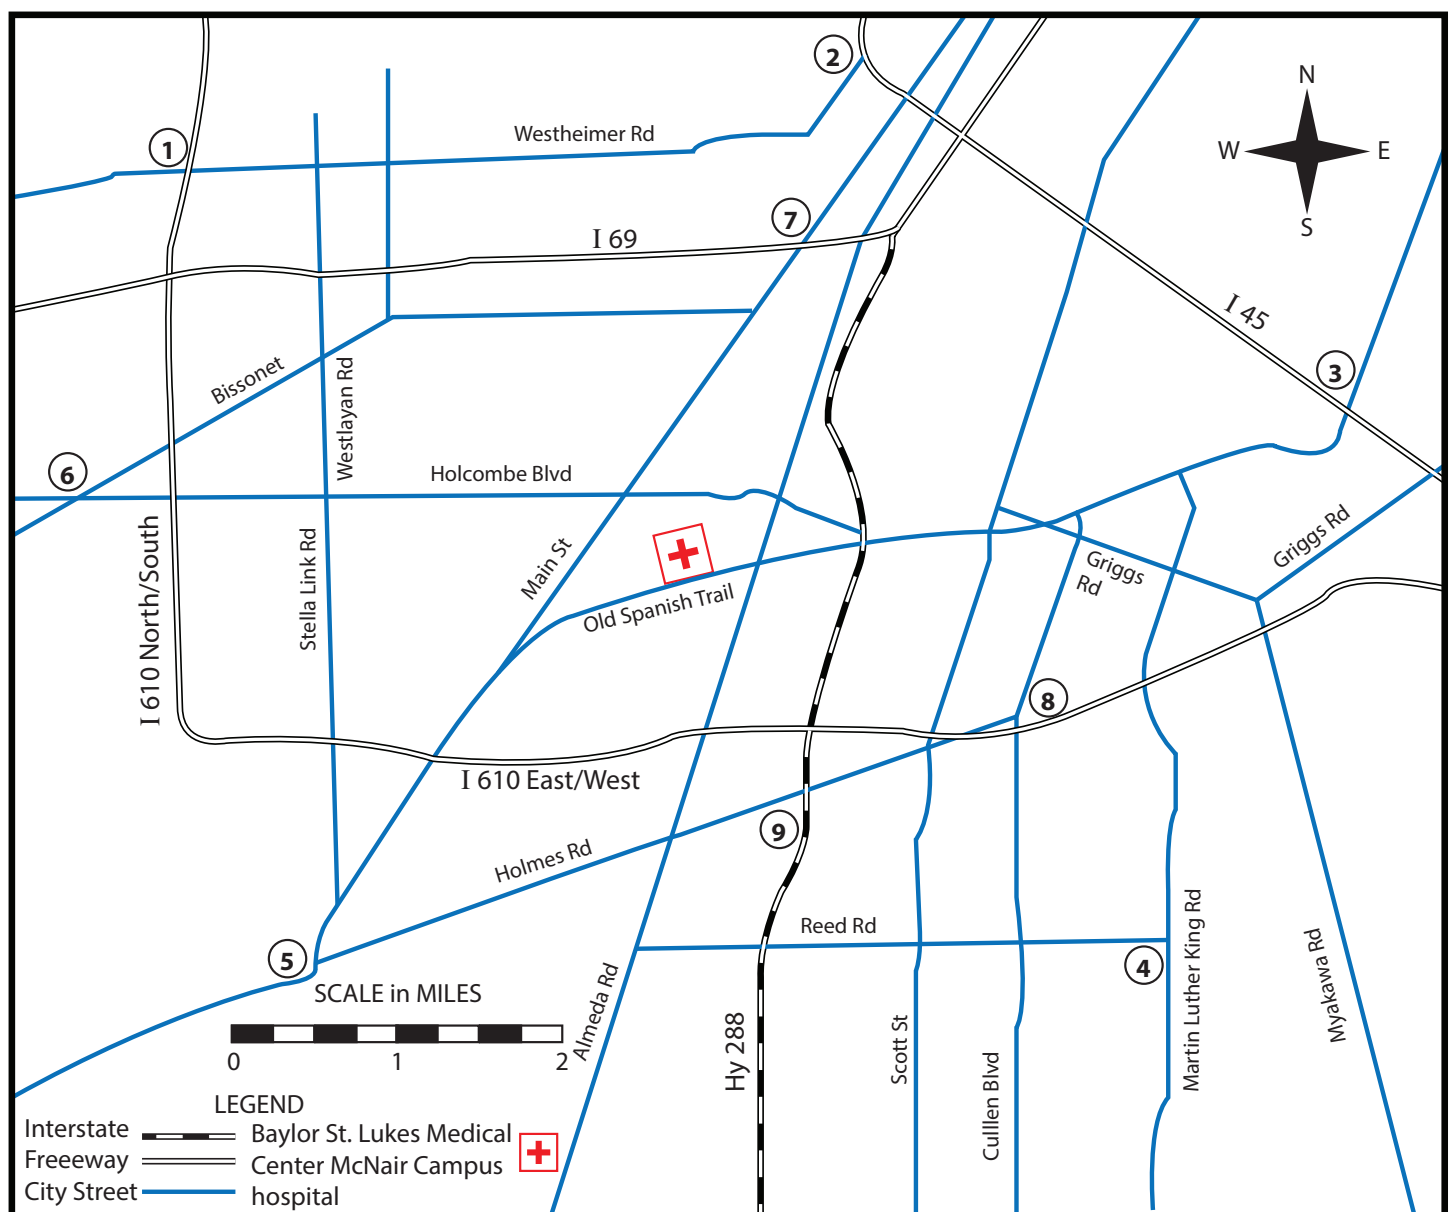 2
N
Westheimer Rd
1
W
E
7
S
I 69
I 45
Bissonet
Westlayan Rd
3
6
Holcombe Blvd
I 610 North/South
Stella Link Rd
Main St
Old Spanish Trail
Griggs
Rd
Griggs Rd
8
I 610 East/West
9
Holmes Rd
Reed Rd
5
4
SCALE in MILES
0
1
2
Almeda Rd
Hy 288
Scott St
Culllen Blvd
Martin Luther King Rd
Myakawa Rd
LEGEND
Interstate
Freeeway
City Street
Baylor St. Lukes Medical
Center McNair Campus
hospital